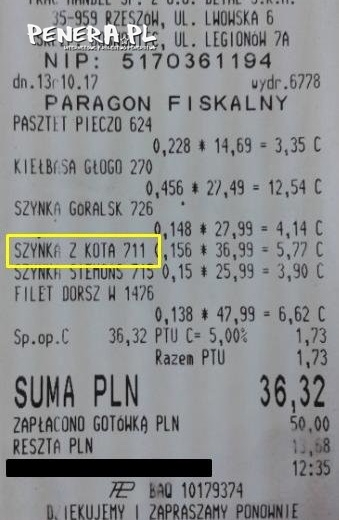 35-959 RZESZÓW, UL. LWOWSKA 6
PENERA.PL
UL. LEGIONÓW 7A
NIP: 5170361194
dn.13r10.17 wydr.6778
PARAGON FISKALNY
PASZTET PIECZO 624
0,228 * 14,69 = 3,35 C
KIEŁBASA GŁOGO 270
0,456 * 27,49 = 12,54 C
SZYNKA GÓRALSK 726
0,148 * 27,99 = 4,14 C
SZYNKA Z KOTA 711 0,156 * 36,99 = 5,77 C
SZYNKA SIEMONS 715 0,15 * 25,99 = 3,90 C
FILET DORSZ W 1476
0,138 * 47,99 = 6,62 C
Sp.op.C 36,32 PTU C= 5,00% 1,73
Razem PTU 1,73
SUMA PLN 36,32
ZAPŁACONO GOTÓWKĄ PLN 50,00
RESZTA PLN 13,68
12:35
BAQ 10179374
DZIĘKUJEMY I ZAPRASZAMY PONOWNIE